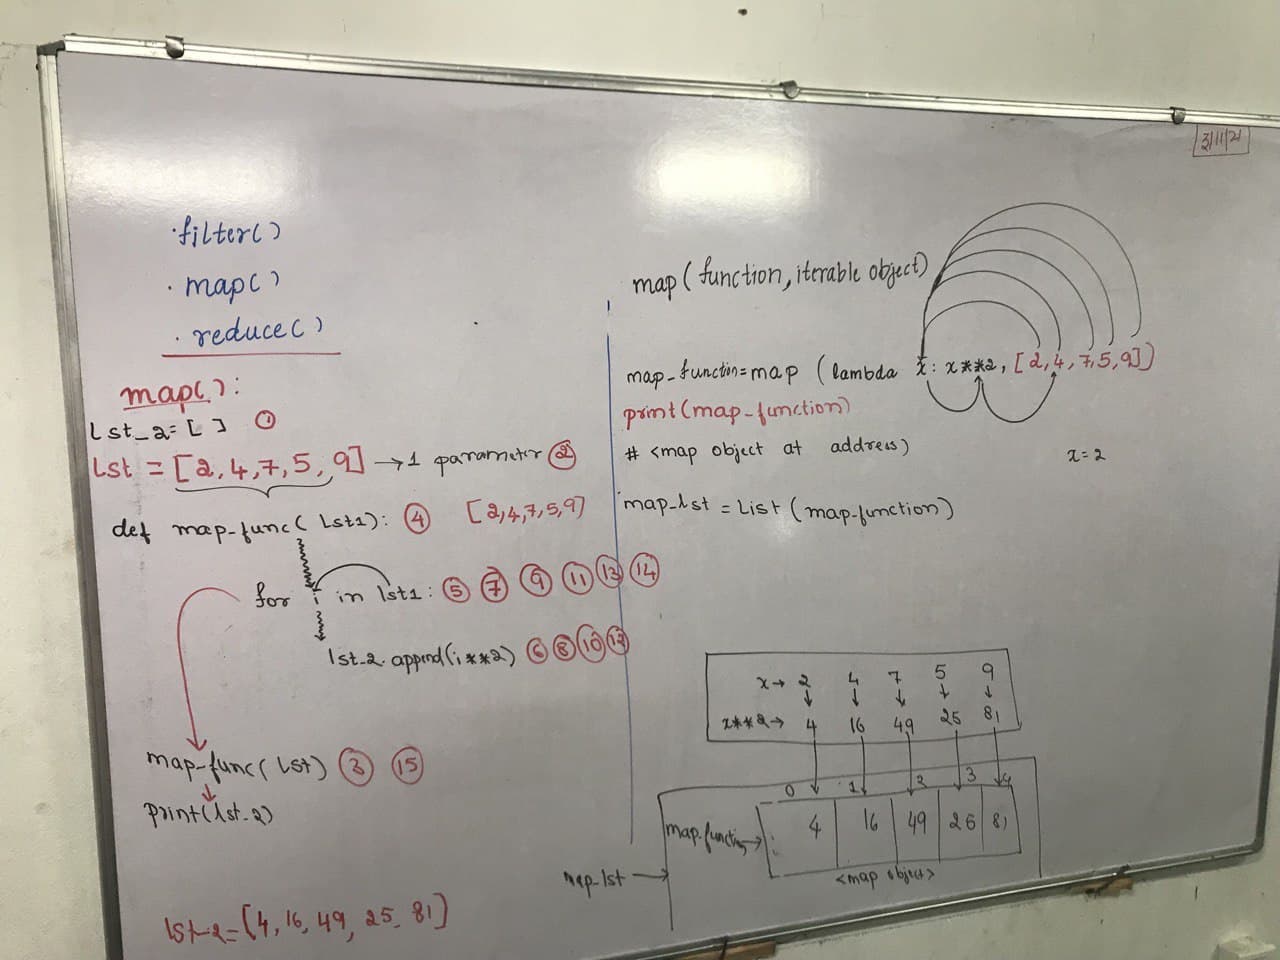 3/11/21
.filter()
. map()
. reduce()
map():
lst_2=[ ] ①
lst = [2,4,7,5,9] → 1 parameter ②
def map_func( lst1): ④ [2,4,7,5,9]
for i in lst1: ⑤ ⑦ ⑨ ⑪ ⑬ ⑭
lst_2.append(i**2) ⑥ ⑧ ⑩ ⑫
map_func(lst) ③ ⑮
print(lst_2)
lst_2=[4,16,49,25,81]
map(function, iterable object)
map_function=map (lambda x: x**2, [2,4,7,5,9])
print(map_function)
# <map object at address)
x=2
map_lst = List (map_function)
x→ 2 4 7 5 9
x**2→ 4 16 49 25 81
0 1 2 3 4
map_function→ 4 16 49 26 81
map_lst →
<map object>